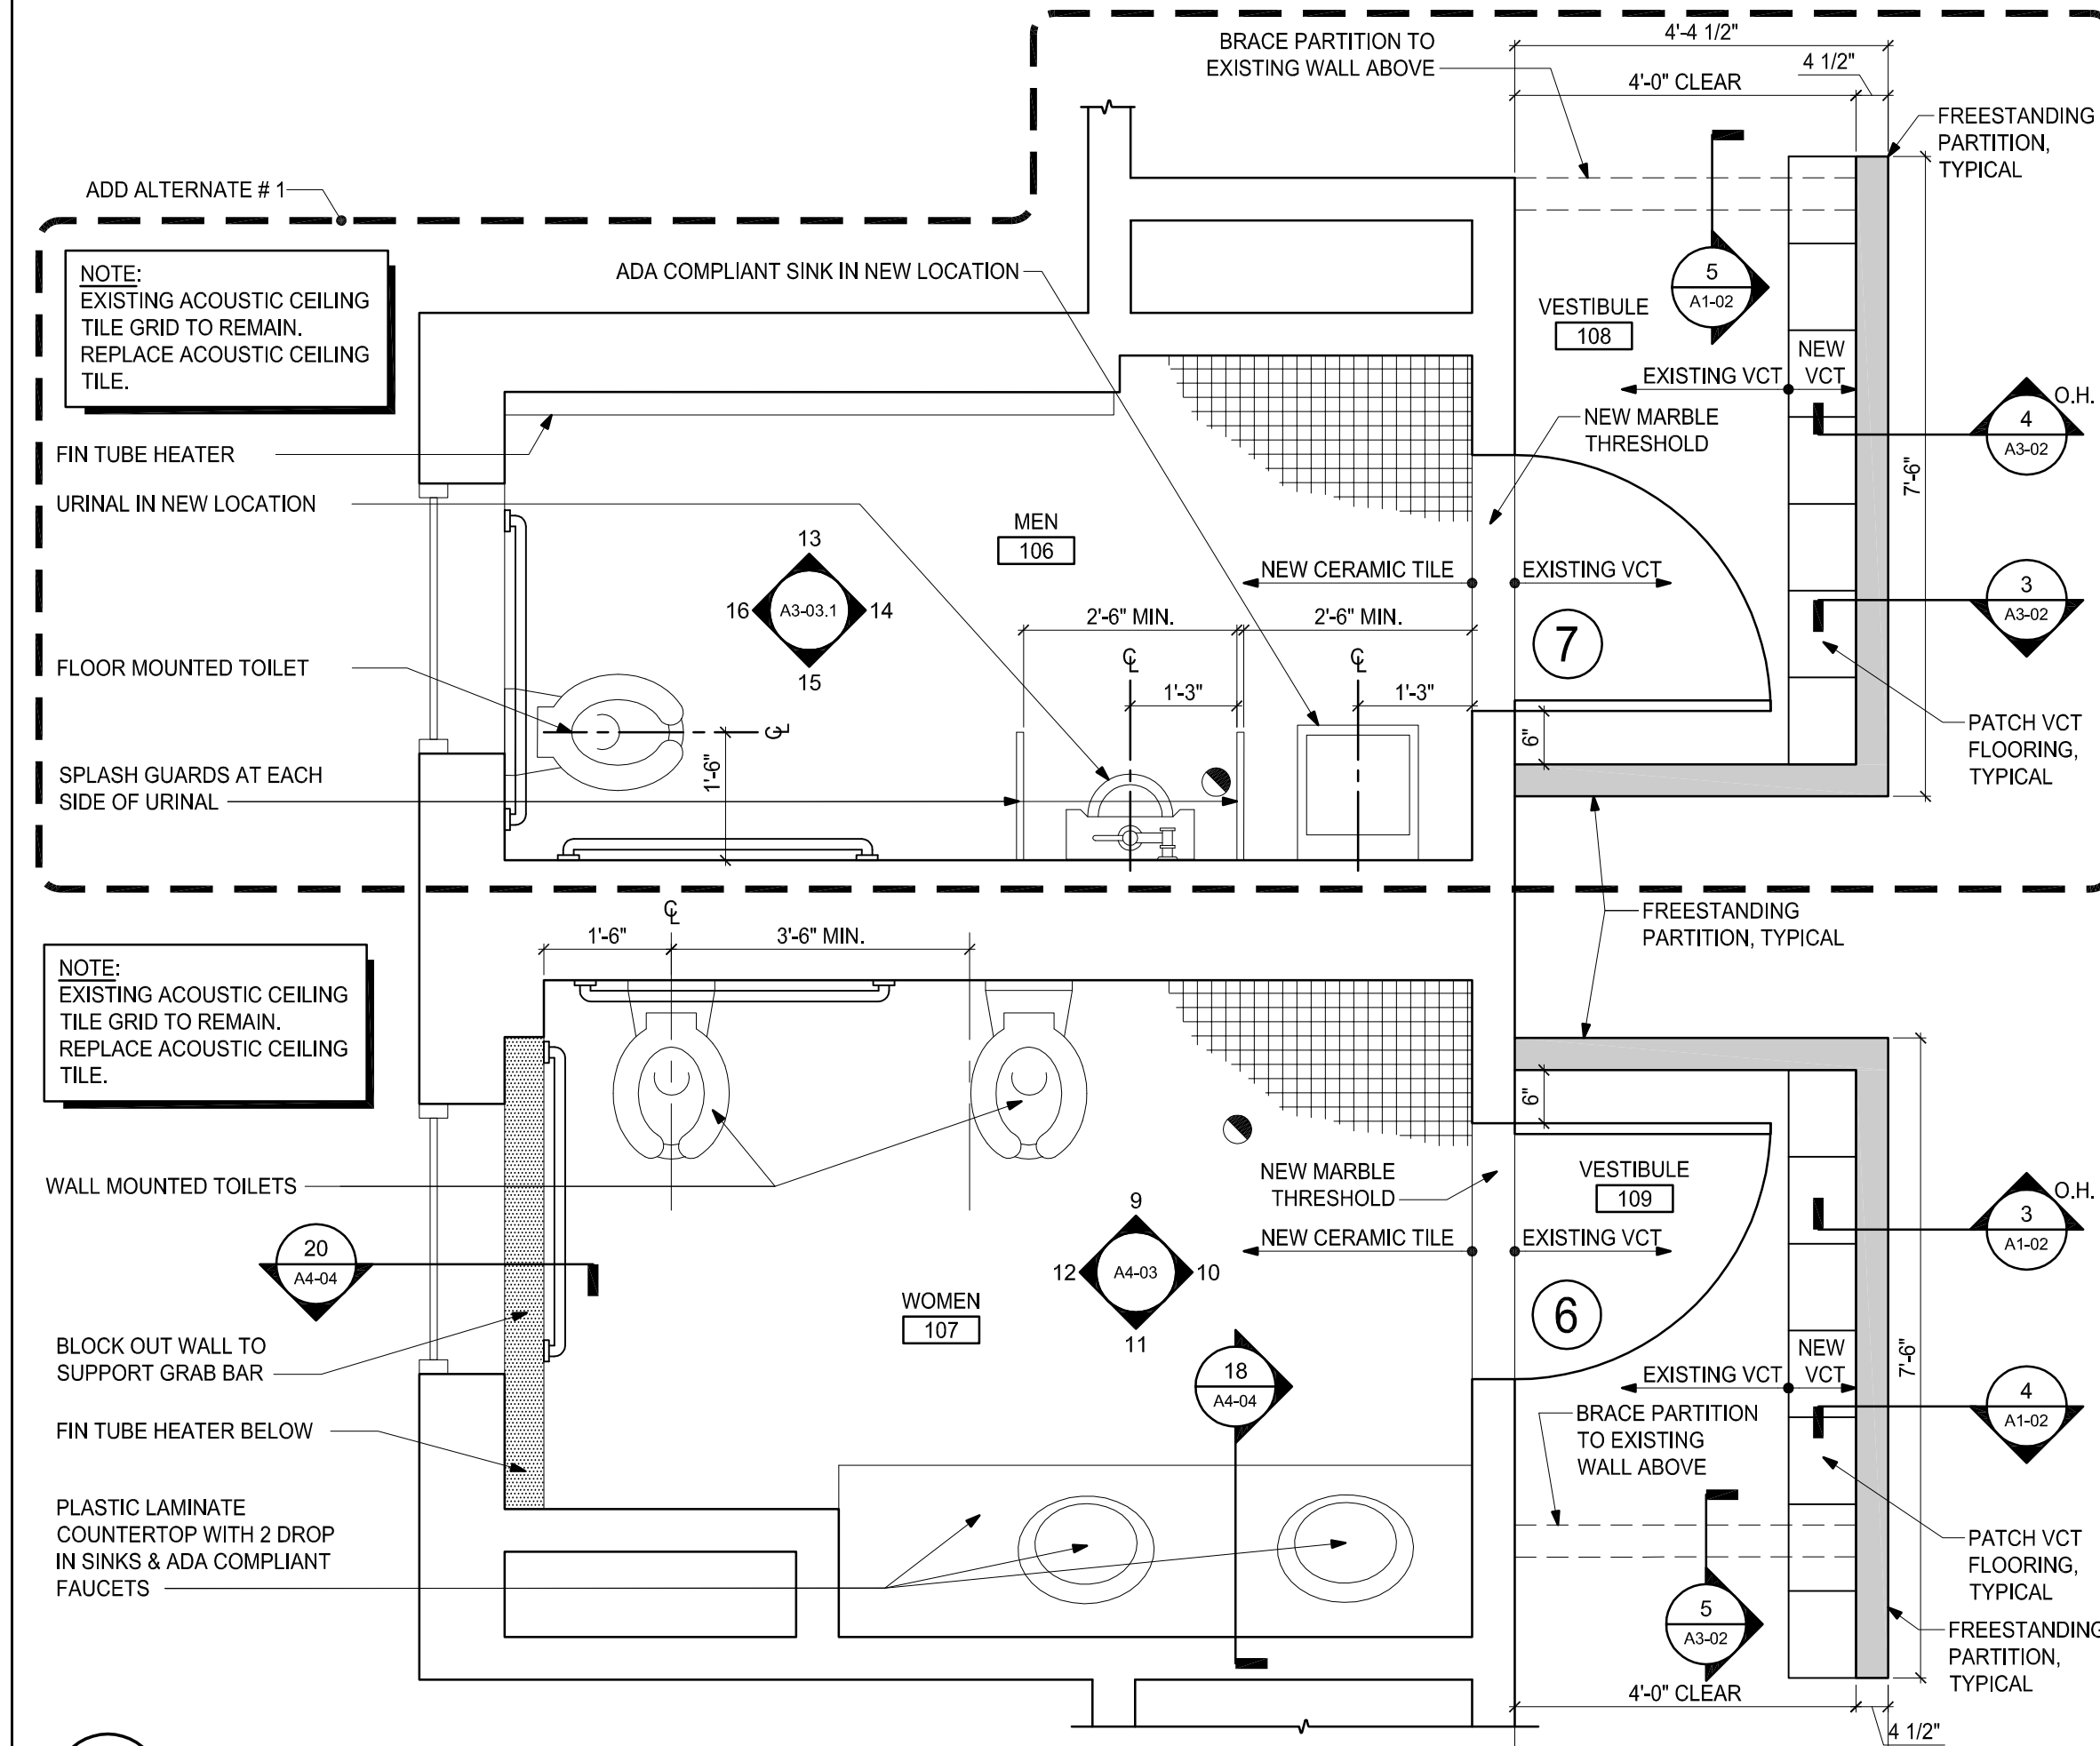 BRACE PARTITION TO
EXISTING WALL ABOVE
4'-4 1/2"
4 1/2"
4'-0" CLEAR
FREESTANDING
PARTITION,
TYPICAL
ADD ALTERNATE # 1
NOTE:
EXISTING ACOUSTIC CEILING
TILE GRID TO REMAIN.
REPLACE ACOUSTIC CEILING
TILE.
ADA COMPLIANT SINK IN NEW LOCATION
5
A1-02
VESTIBULE
108
NEW
VCT
EXISTING VCT
O.H.
4
A3-02
NEW MARBLE
THRESHOLD
FIN TUBE HEATER
URINAL IN NEW LOCATION
7'-6"
MEN
106
13
16
A3-03.1
14
15
NEW CERAMIC TILE
EXISTING VCT
3
A3-02
2'-6" MIN.
2'-6" MIN.
7
FLOOR MOUNTED TOILET
℄
℄
1'-3"
1'-3"
℄
1'-6"
6"
PATCH VCT
FLOORING,
TYPICAL
SPLASH GUARDS AT EACH
SIDE OF URINAL
℄
1'-6"
3'-6" MIN.
FREESTANDING
PARTITION, TYPICAL
NOTE:
EXISTING ACOUSTIC CEILING
TILE GRID TO REMAIN.
REPLACE ACOUSTIC CEILING
TILE.
6"
WALL MOUNTED TOILETS
NEW MARBLE
THRESHOLD
VESTIBULE
109
O.H.
3
A1-02
20
A4-04
9
12
A4-03
10
11
NEW CERAMIC TILE
EXISTING VCT
WOMEN
107
6
BLOCK OUT WALL TO
SUPPORT GRAB BAR
18
A4-04
NEW
VCT
EXISTING VCT
7'-6"
4
A1-02
FIN TUBE HEATER BELOW
BRACE PARTITION
TO EXISTING
WALL ABOVE
PLASTIC LAMINATE
COUNTERTOP WITH 2 DROP
IN SINKS & ADA COMPLIANT
FAUCETS
PATCH VCT
FLOORING,
TYPICAL
5
A3-02
FREESTANDING
PARTITION,
TYPICAL
4'-0" CLEAR
4 1/2"